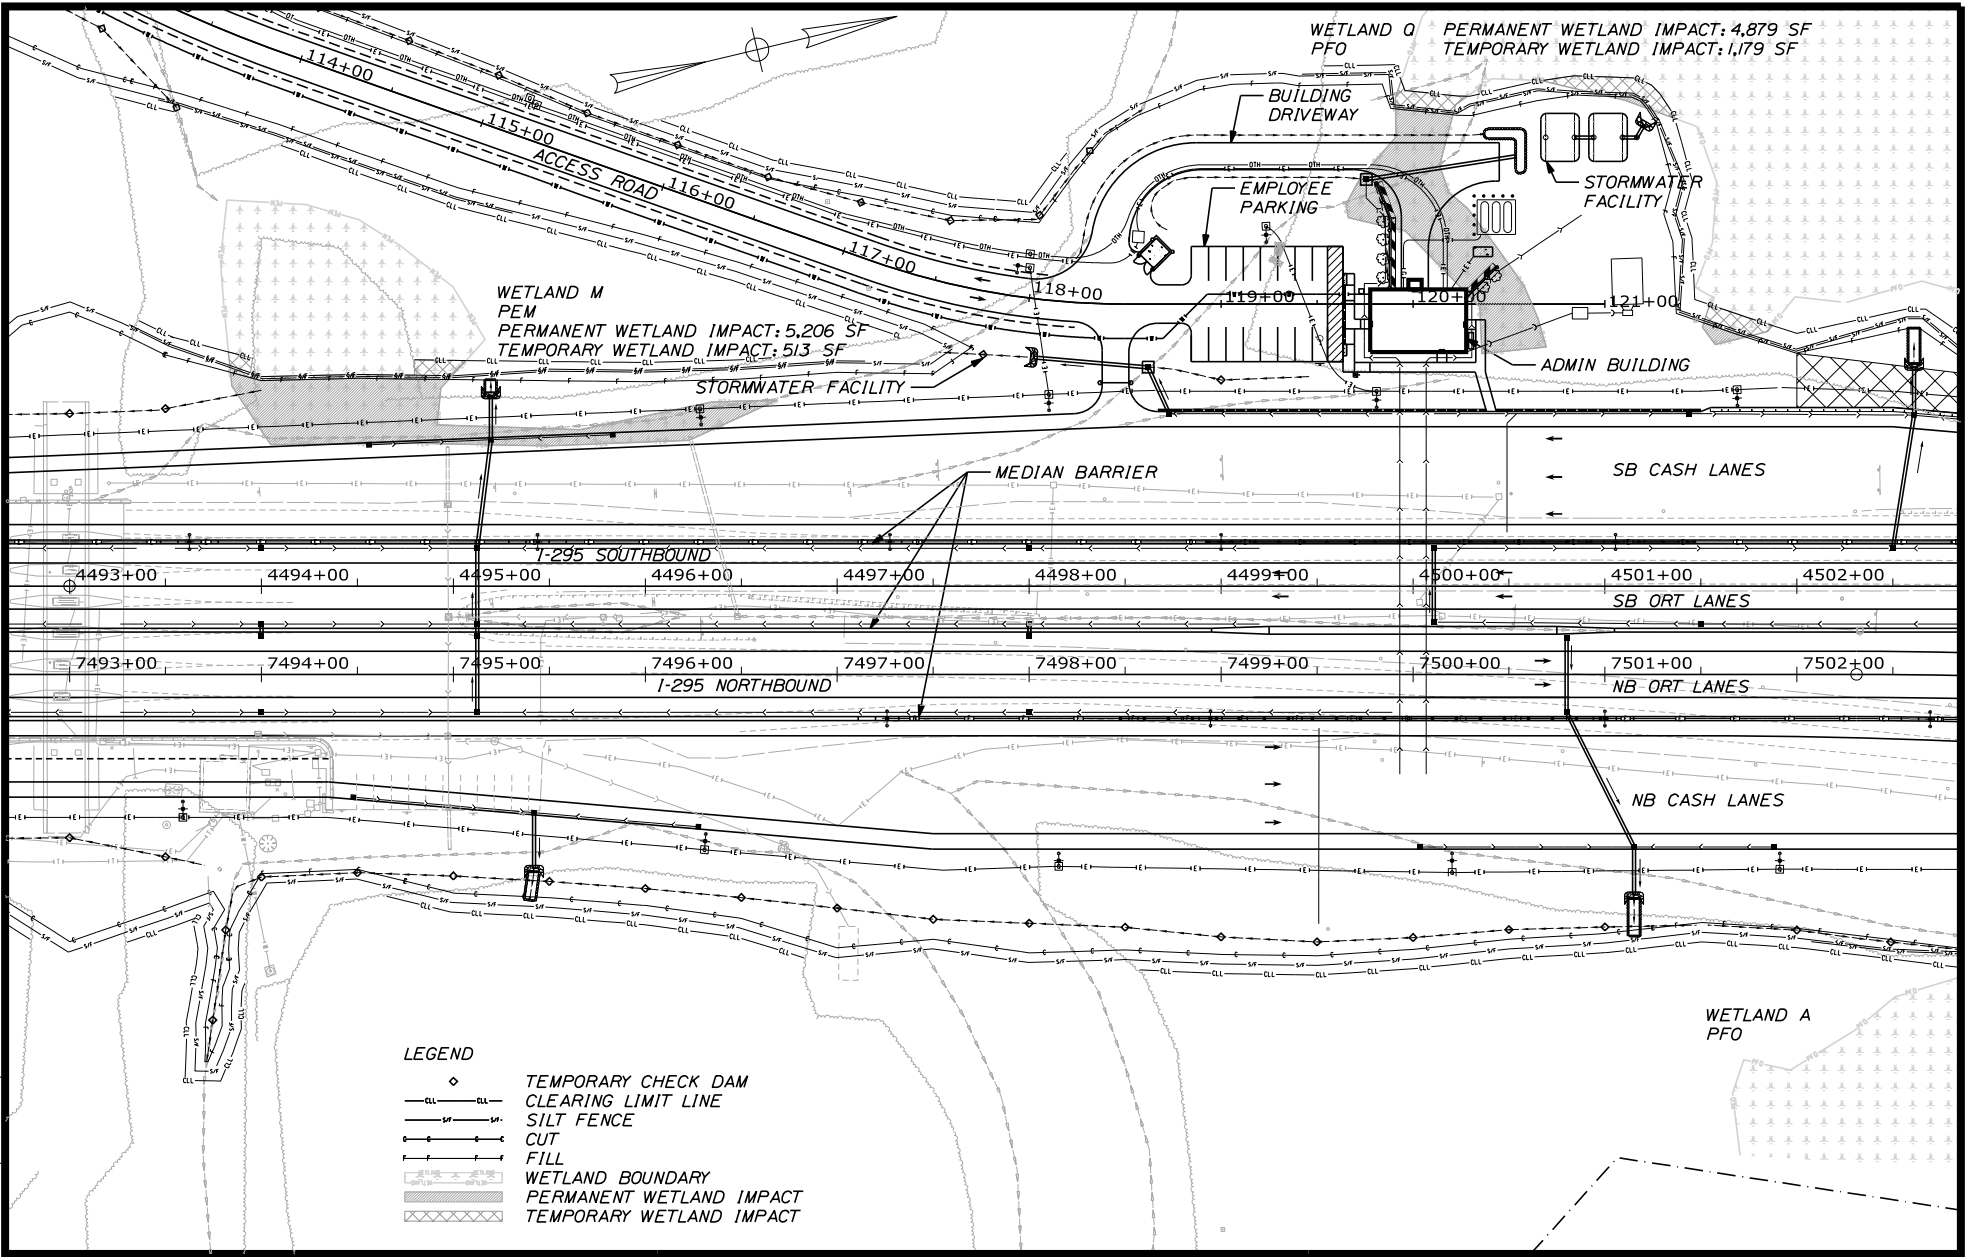 WETLAND Q PERMANENT WETLAND IMPACT: 4,879 SF
PFO TEMPORARY WETLAND IMPACT: 1,179 SF
114+00
115+00
ACCESS ROAD
116+00
117+00
118+00
119+00
120+00
121+00
BUILDING
DRIVEWAY
EMPLOYEE
PARKING
STORMWATER
FACILITY
WETLAND M
PEM
PERMANENT WETLAND IMPACT: 5,206 SF
TEMPORARY WETLAND IMPACT: 513 SF
STORMWATER FACILITY
ADMIN BUILDING
MEDIAN BARRIER
SB CASH LANES
I-295 SOUTHBOUND
4493+00 4494+00 4495+00 4496+00 4497+00 4498+00 4499+00 4500+00 4501+00 4502+00
SB ORT LANES
7493+00 7494+00 7495+00 7496+00 7497+00 7498+00 7499+00 7500+00 7501+00 7502+00
I-295 NORTHBOUND
NB ORT LANES
NB CASH LANES
WETLAND A
PFO
LEGEND
TEMPORARY CHECK DAM
CLL CLL CLEARING LIMIT LINE
S/F S/F SILT FENCE
C C C C CUT
F F F F FILL
WETLAND BOUNDARY
PERMANENT WETLAND IMPACT
TEMPORARY WETLAND IMPACT